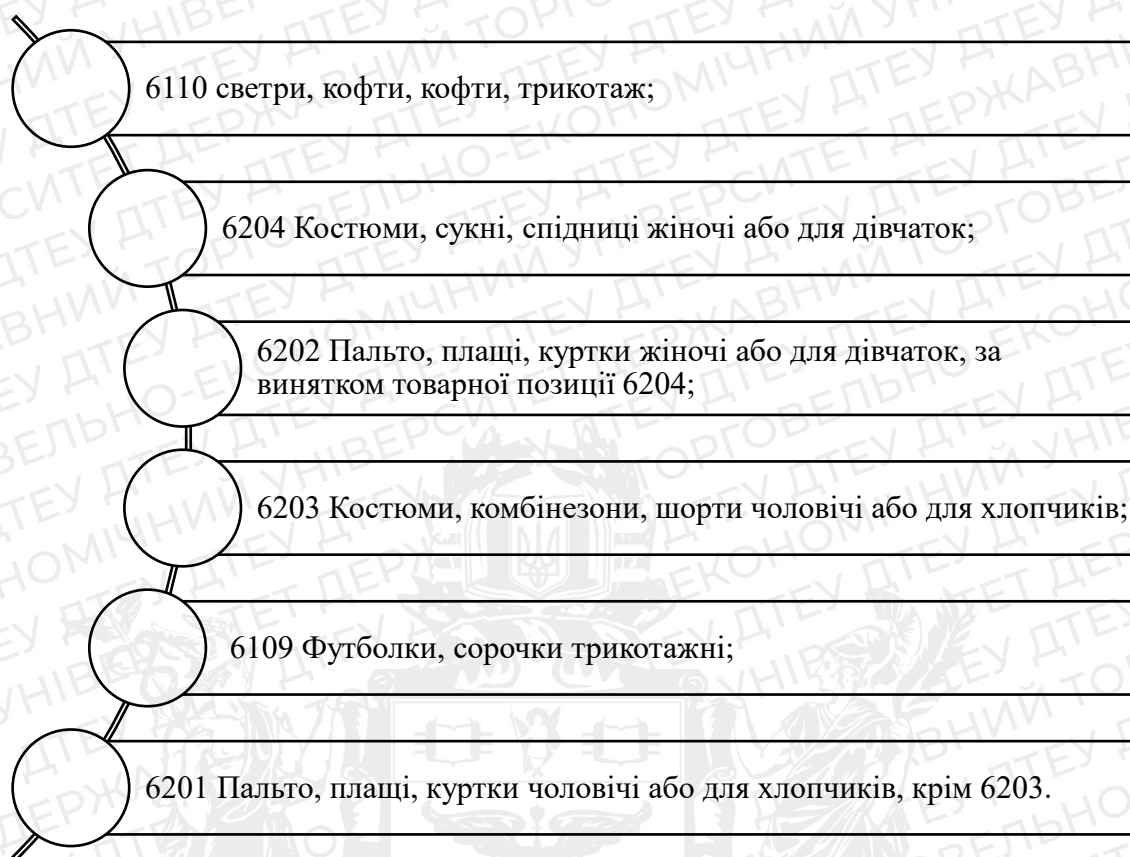 6110 светри, кофти, кофти, трикотаж;
6204 Костюми, сукні, спідниці жіночі або для дівчаток;
6202 Пальто, плащі, куртки жіночі або для дівчаток, за
винятком товарної позиції 6204;
6203 Костюми, комбінезони, шорти чоловічі або для хлопчиків;
6109 Футболки, сорочки трикотажні;
6201 Пальто, плащі, куртки чоловічі або для хлопчиків, крім 6203.